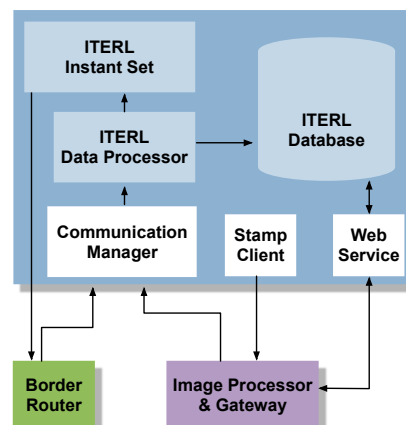 ITERL
Instant Set
ITERL
Data Processor
ITERL
Database
Communication
Manager
Stamp
Client
Web
Service
Border
Router
Image Processor
& Gateway